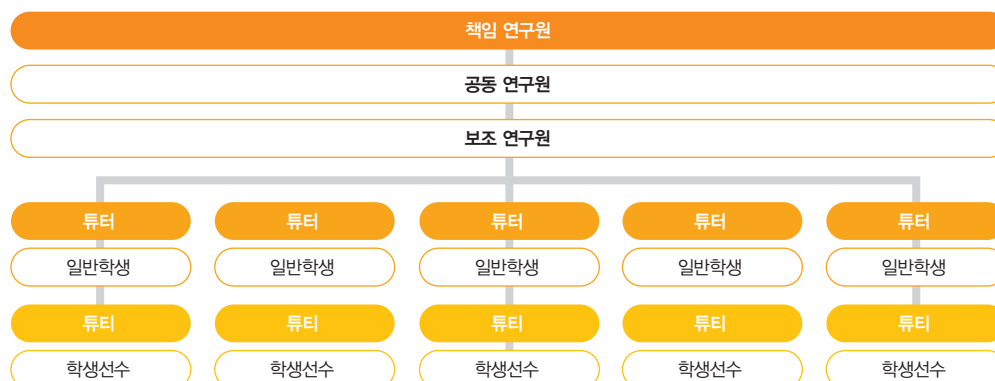 책임 연구원
공동 연구원
보조 연구원
튜터 튜터 튜터 튜터 튜터
일반학생 일반학생 일반학생 일반학생 일반학생
튜티 튜티 튜티 튜티 튜티
학생선수 학생선수 학생선수 학생선수 학생선수